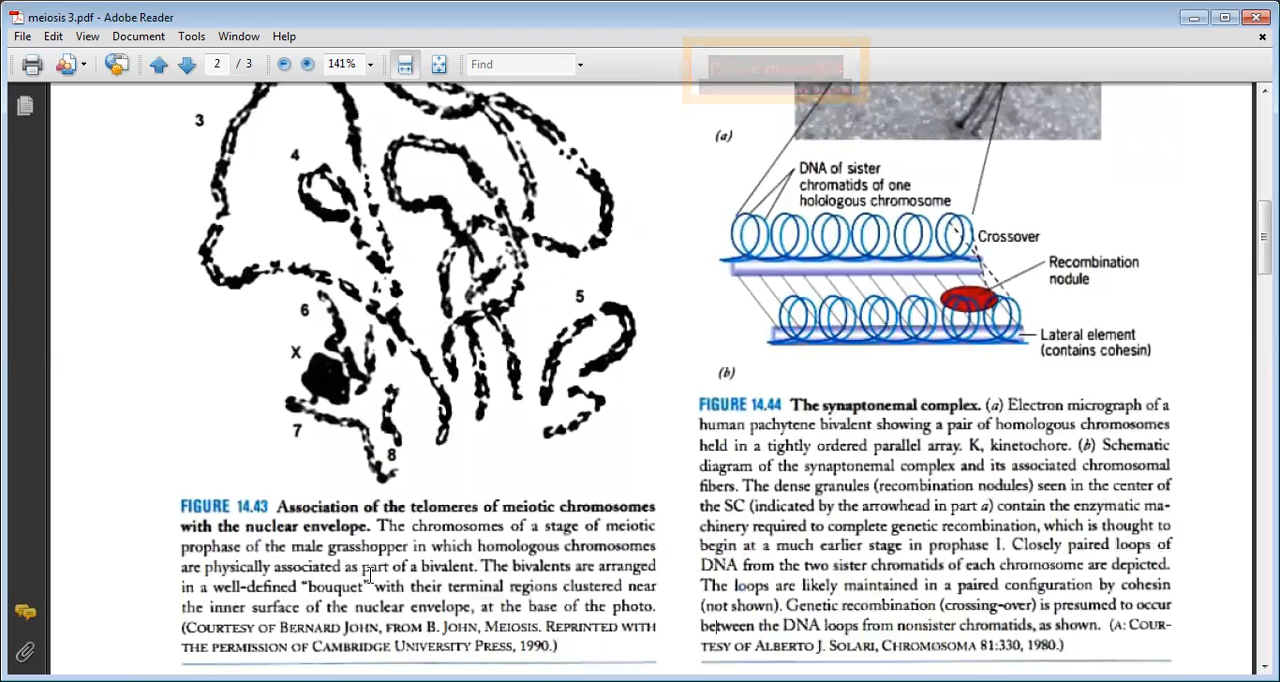 meiosis 3.pdf - Adobe Reader
File Edit View Document Tools Window Help
2 / 3 141% Find
3
4
5
6
X
7
8
FIGURE 14.43 Association of the telomeres of meiotic chromosomes
with the nuclear envelope. The chromosomes of a stage of meiotic
prophase of the male grasshopper in which homologous chromosomes
are physically associated as part of a bivalent. The bivalents are arranged
in a well-defined "bouquet" with their terminal regions clustered near
the inner surface of the nuclear envelope, at the base of the photo.
(COURTESY OF BERNARD JOHN, FROM B. JOHN, MEIOSIS. REPRINTED WITH
THE PERMISSION OF CAMBRIDGE UNIVERSITY PRESS, 1990.)
(a)
DNA of sister
chromatids of one
holologous chromosome
Crossover
Recombination
nodule
Lateral element
(contains cohesin)
(b)
FIGURE 14.44 The synaptonemal complex. (a) Electron micrograph of a
human pachytene bivalent showing a pair of homologous chromosomes
held in a tightly ordered parallel array. K, kinetochore. (b) Schematic
diagram of the synaptonemal complex and its associated chromosomal
fibers. The dense granules (recombination nodules) seen in the center of
the SC (indicated by the arrowhead in part a) contain the enzymatic ma-
chinery required to complete genetic recombination, which is thought to
begin at a much earlier stage in prophase I. Closely paired loops of
DNA from the two sister chromatids of each chromosome are depicted.
The loops are likely maintained in a paired configuration by cohesin
(not shown). Genetic recombination (crossing-over) is presumed to occur
between the DNA loops from nonsister chromatids, as shown. (A: COUR-
TESY OF ALBERTO J. SOLARI, CHROMOSOMA 81:330, 1980.)